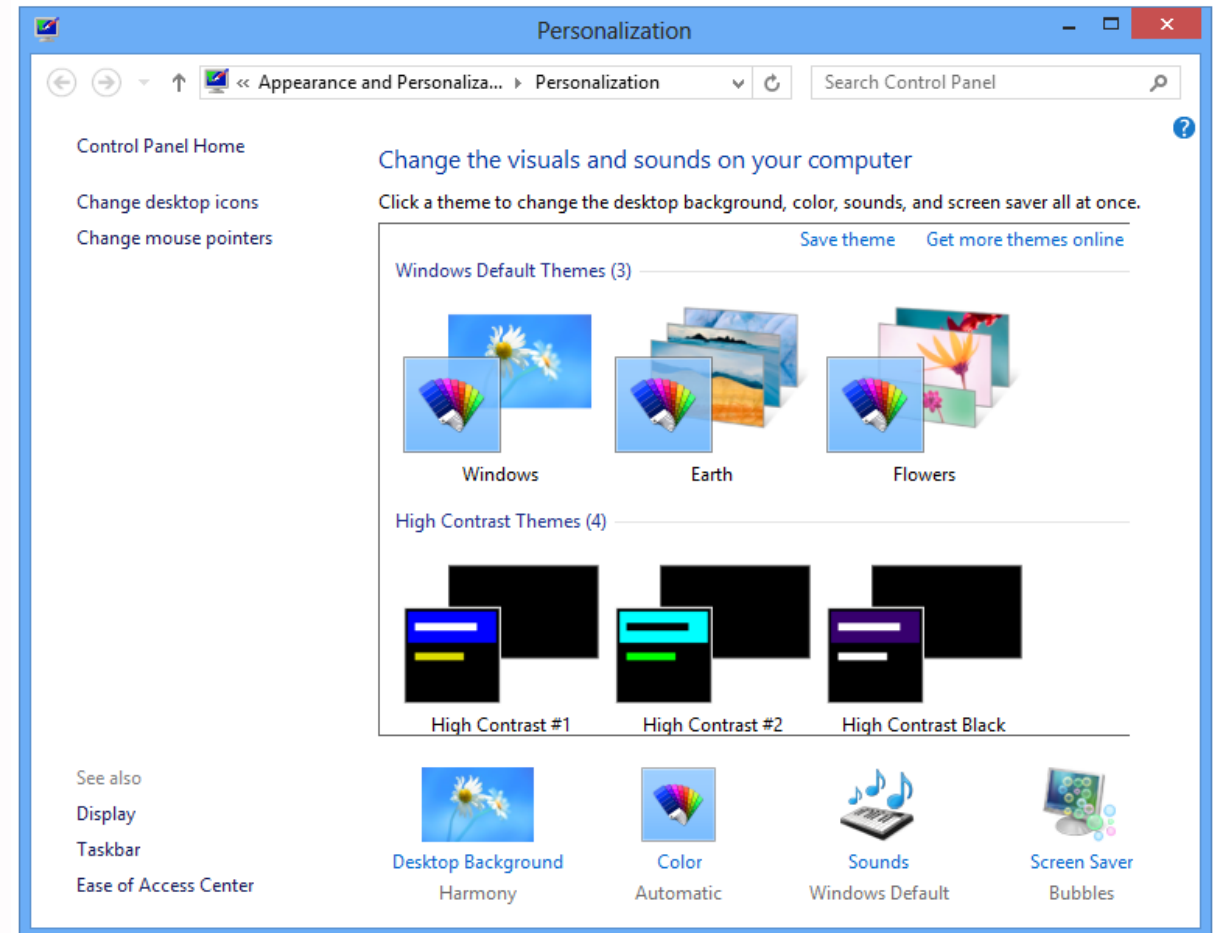 Personalization
« Appearance and Personaliza... Personalization
Search Control Panel
Control Panel Home
Change desktop icons
Change mouse pointers
Change the visuals and sounds on your computer
Click a theme to change the desktop background, color, sounds, and screen saver all at once.
Save theme Get more themes online
Windows Default Themes (3)
Windows Earth Flowers
High Contrast Themes (4)
High Contrast #1 High Contrast #2 High Contrast Black
See also
Display
Taskbar
Ease of Access Center
Desktop Background Color Sounds Screen Saver
Harmony Automatic Windows Default Bubbles